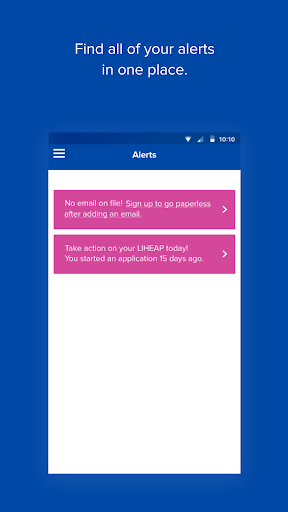 Find all of your alerts
in one place.
10:10
Alerts
No email on file! Sign up to go paperless
after adding an email.
Take action on your LIHEAP today!
You started an application 15 days ago.